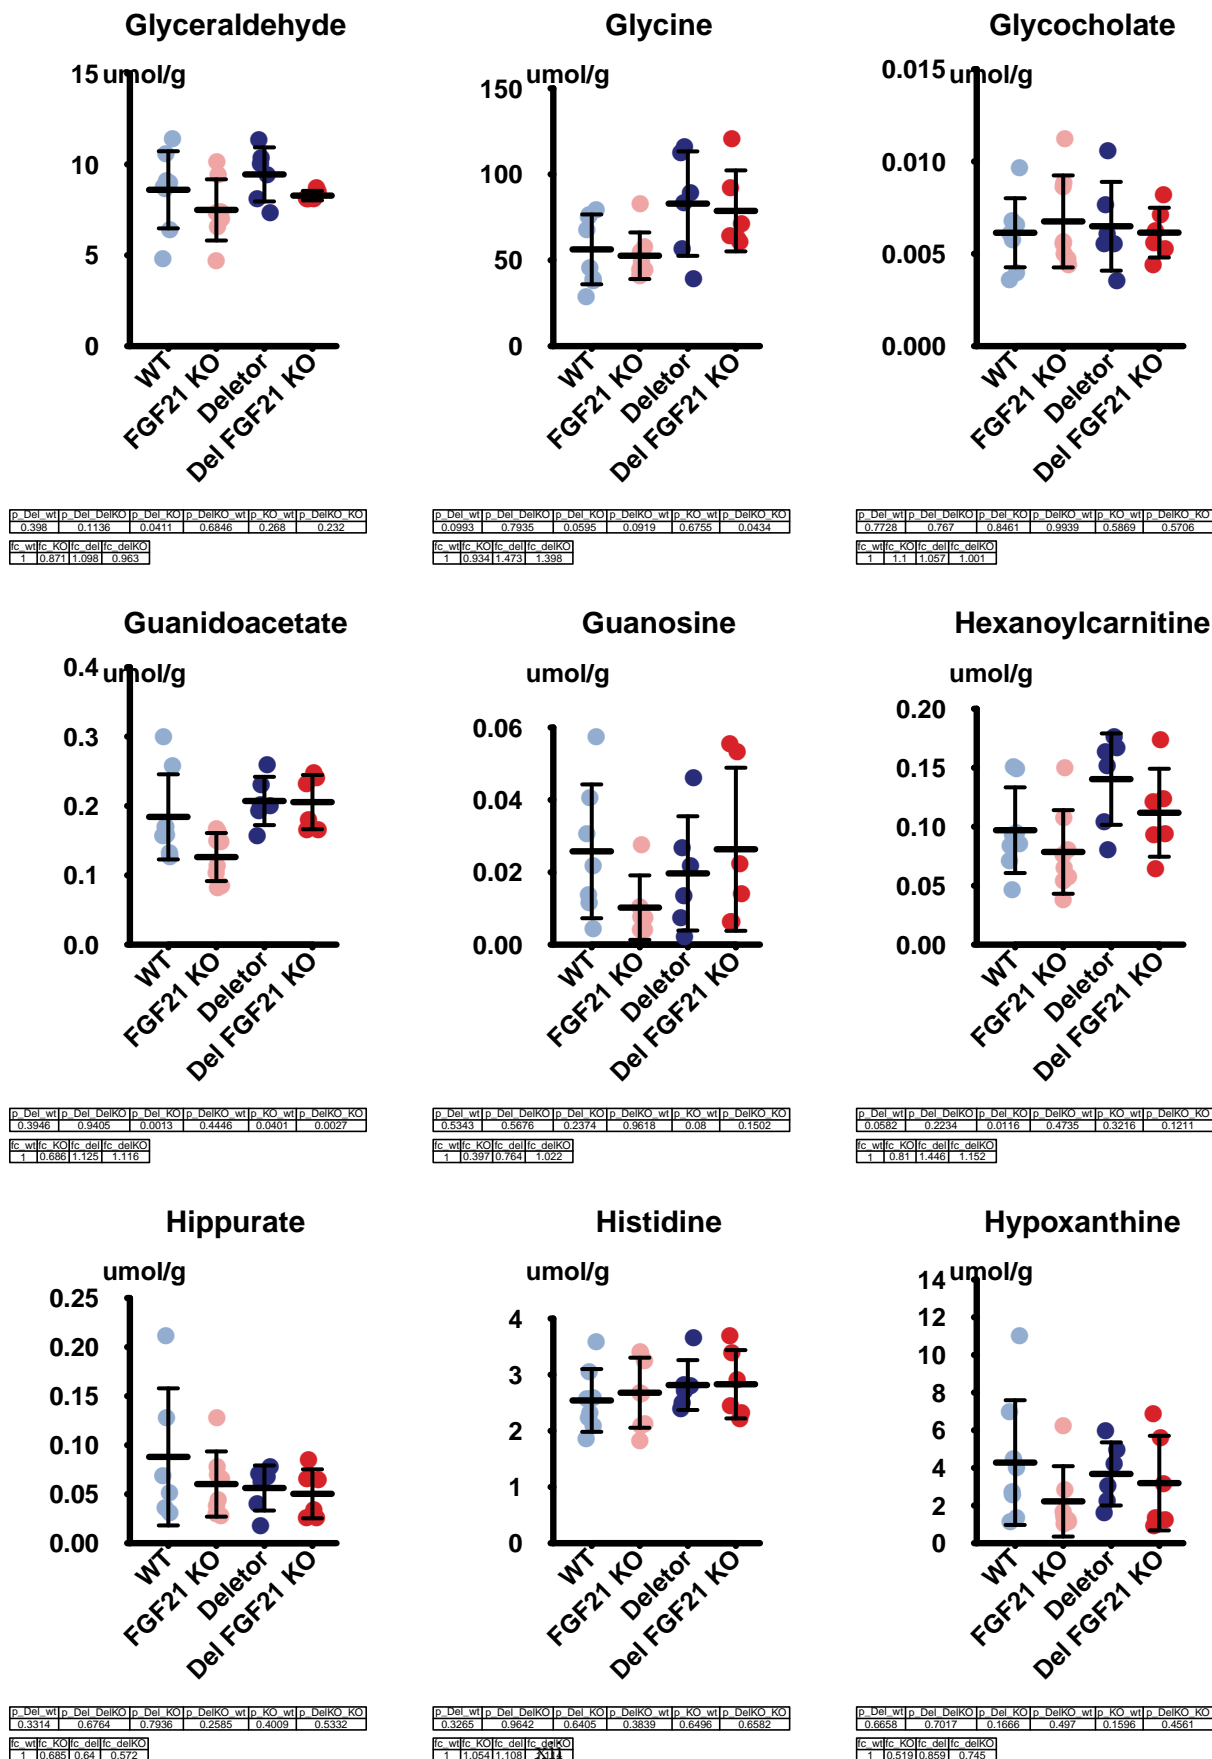 Glyceraldehyde
umol/g
15
10
5
0
WT
FGF21 KO
Deletor
Del FGF21 KO
p_Del_wt p_Del_DelKO p_Del_KO p_DelKO_wt p_KO_wt p_DelKO_KO
0.398 0.1136 0.0411 0.6846 0.268 0.232
fc_wt fc_KO fc_del fc_delKO
1 0.871 1.098 0.963
Glycine
umol/g
150
100
50
0
WT
FGF21 KO
Deletor
Del FGF21 KO
p_Del_wt p_Del_DelKO p_Del_KO p_DelKO_wt p_KO_wt p_DelKO_KO
0.0993 0.7935 0.0595 0.0919 0.6755 0.0434
fc_wt fc_KO fc_del fc_delKO
1 0.934 1.473 1.398
Glycocholate
umol/g
0.015
0.010
0.005
0.000
WT
FGF21 KO
Deletor
Del FGF21 KO
p_Del_wt p_Del_DelKO p_Del_KO p_DelKO_wt p_KO_wt p_DelKO_KO
0.7728 0.767 0.8461 0.9939 0.5869 0.5706
fc_wt fc_KO fc_del fc_delKO
1 1.1 1.057 1.001
Guanidoacetate
umol/g
0.4
0.3
0.2
0.1
0.0
WT
FGF21 KO
Deletor
Del FGF21 KO
p_Del_wt p_Del_DelKO p_Del_KO p_DelKO_wt p_KO_wt p_DelKO_KO
0.3946 0.9405 0.0013 0.4446 0.0401 0.0027
fc_wt fc_KO fc_del fc_delKO
1 0.686 1.125 1.116
Guanosine
umol/g
0.06
0.04
0.02
0.00
WT
FGF21 KO
Deletor
Del FGF21 KO
p_Del_wt p_Del_DelKO p_Del_KO p_DelKO_wt p_KO_wt p_DelKO_KO
0.5343 0.5676 0.2374 0.9618 0.08 0.1502
fc_wt fc_KO fc_del fc_delKO
1 0.397 0.764 1.022
Hexanoylcarnitine
umol/g
0.20
0.15
0.10
0.05
0.00
WT
FGF21 KO
Deletor
Del FGF21 KO
p_Del_wt p_Del_DelKO p_Del_KO p_DelKO_wt p_KO_wt p_DelKO_KO
0.0582 0.2234 0.0116 0.4735 0.3216 0.1211
fc_wt fc_KO fc_del fc_delKO
1 0.81 1.446 1.152
Hippurate
umol/g
0.25
0.20
0.15
0.10
0.05
0.00
WT
FGF21 KO
Deletor
Del FGF21 KO
p_Del_wt p_Del_DelKO p_Del_KO p_DelKO_wt p_KO_wt p_DelKO_KO
0.3314 0.6764 0.7936 0.2585 0.4009 0.5332
fc_wt fc_KO fc_del fc_delKO
1 0.685 0.64 0.572
Histidine
umol/g
4
3
2
1
0
WT
FGF21 KO
Deletor
Del FGF21 KO
p_Del_wt p_Del_DelKO p_Del_KO p_DelKO_wt p_KO_wt p_DelKO_KO
0.3265 0.9642 0.6405 0.3839 0.6496 0.6582
fc_wt fc_KO fc_del fc_delKO
1 1.054 1.108
Hypoxanthine
umol/g
14
12
10
8
6
4
2
0
WT
FGF21 KO
Deletor
Del FGF21 KO
p_Del_wt p_Del_DelKO p_Del_KO p_DelKO_wt p_KO_wt p_DelKO_KO
0.6658 0.7017 0.1666 0.497 0.1596 0.4561
fc_wt fc_KO fc_del fc_delKO
1 0.519 0.859 0.745